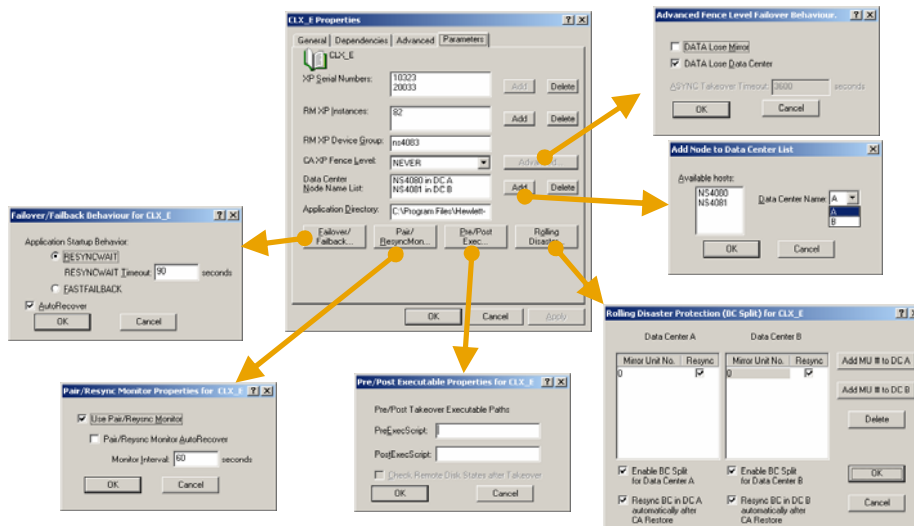 CLX_E Properties
General Dependencies Advanced Parameters
CLX_E
XP Serial Numbers:
10323
20033
Add Delete
RM XP Instances:
82
Add Delete
RM XP Device Group: ns4083
CA XP Fence Level: NEVER
Advanced...
Data Center
Node Name List:
NS4080 in DC A
NS4081 in DC B
Add Delete
Application Directory: C:\Program Files\Hewlett-
Failover/
Failback...
Pair/
ResyncMon...
Pre/Post
Exec...
Rolling
Disaster...
OK Cancel Apply
Advanced Fence Level Failover Behaviour.
DATA Lose Mirror
DATA Lose Data Center
ASYNC Takeover Timeout: 3600 seconds
OK Cancel
Add Node to Data Center List
Available hosts:
NS4080
NS4081
Data Center Name: A
A
B
OK Cancel
Failover/Failback Behaviour for CLX_E
Application Startup Behavior:
RESYNCWAIT
RESYNCWAIT Timeout: 90 seconds
FASTFAILBACK
AutoRecover
OK Cancel
Pair/Resync Monitor Properties for CLX_E
Use Pair/Reysnc Monitor
Pair/Reysnc Monitor AutoRecover
Monitor Interval: 60 seconds
OK Cancel
Pre/Post Executable Properties for CLX_E
Pre/Post Takeover Executable Paths
PreExecScript:
PostExecScript:
Check Remote Disk States after Takeover
OK Cancel
Rolling Disaster Protection (BC Split) for CLX_E
Data Center A Data Center B
Mirror Unit No. Resync Mirror Unit No. Resync
0 0
Add MU # to DC A
Add MU # to DC B
Delete
Enable BC Split
for Data Center A
Enable BC Split
for Data Center B
OK
Resync BC in DC A
automatically after
CA Restore
Resync BC in DC B
automatically after
CA Restore
Cancel